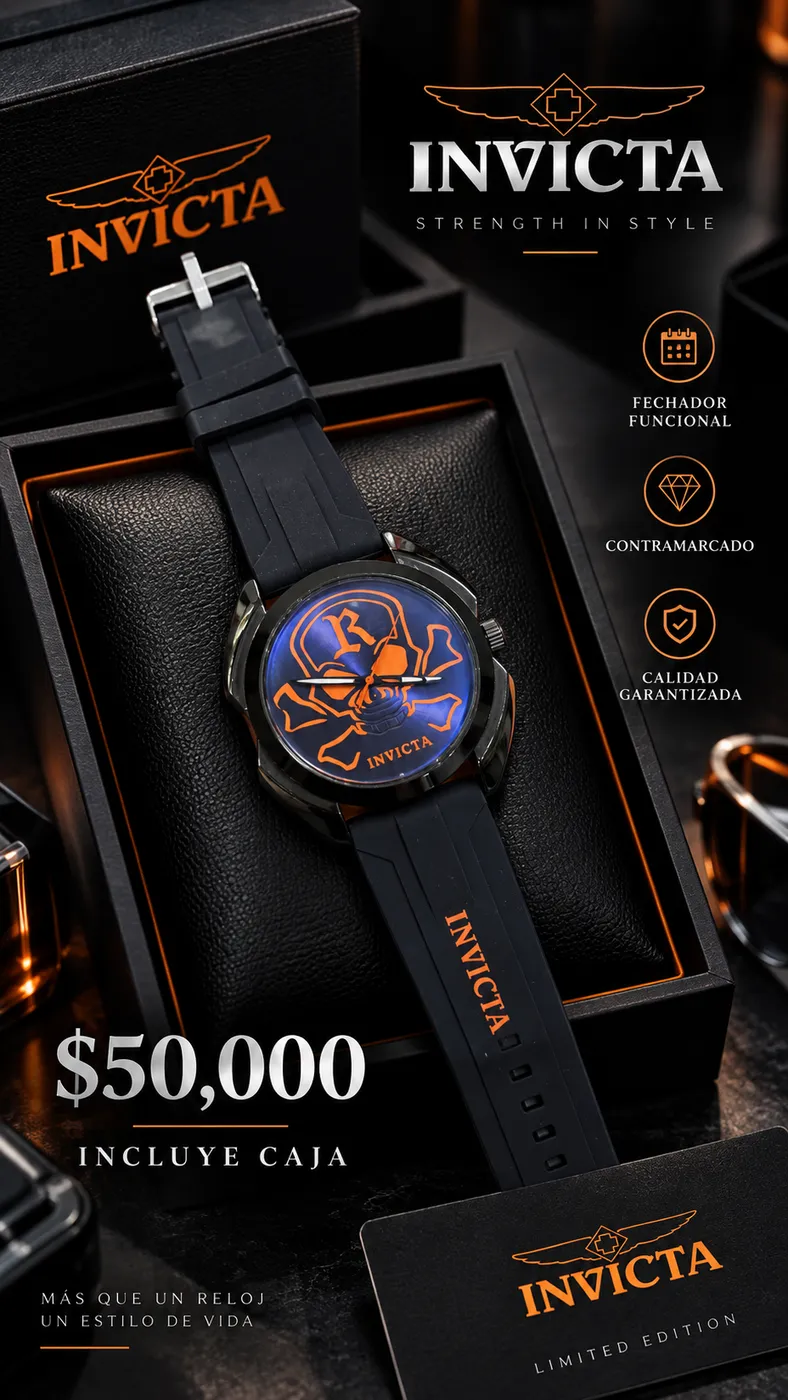 INVICTA
INVICTA
STRENGTH IN STYLE
FECHADOR
FUNCIONAL
CONTRAMARCADO
CALIDAD
GARANTIZADA
R
INVICTA
INVICTA
$50,000
INCLUYE CAJA
INVICTA
LIMITED EDITION
MÁS QUE UN RELOJ
UN ESTILO DE VIDA